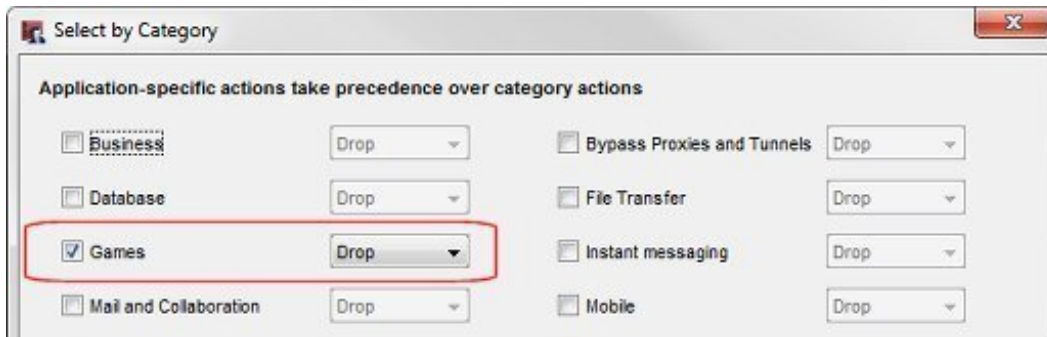 Select by Category
Application-specific actions take precedence over category actions
Business Drop Bypass Proxies and Tunnels Drop
Database Drop File Transfer Drop
Games Drop Instant messaging Drop
Mail and Collaboration Drop Mobile Drop